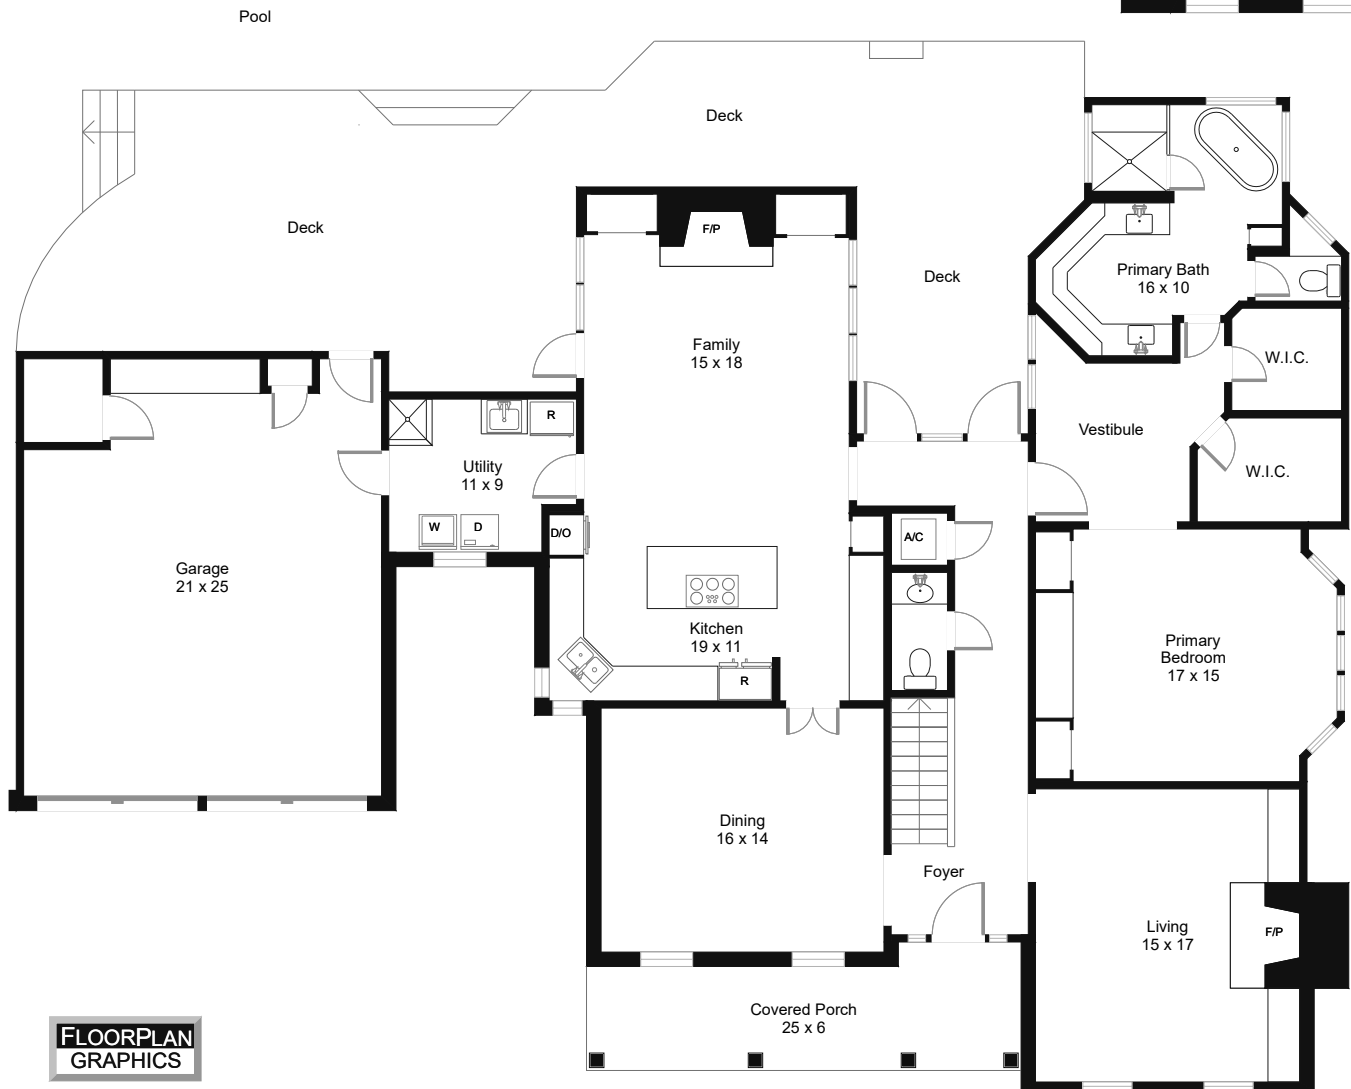 Pool
Deck
Deck
Deck
F/P
Primary Bath
16 x 10
Family
15 x 18
W.I.C.
R
Vestibule
Utility
11 x 9
W.I.C.
W
D
D/O
A/C
Garage
21 x 25
Kitchen
19 x 11
R
Primary
Bedroom
17 x 15
Dining
16 x 14
Foyer
Living
15 x 17
F/P
Covered Porch
25 x 6
FLOORPLAN
GRAPHICS